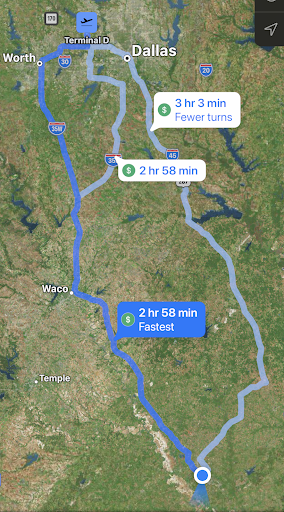 170
Terminal D
Dallas
Worth
30
20
3 hr 3 min
Fewer turns
35W
45
$ 2 hr 58 min
287
Waco
$ 2 hr 58 min
Fastest
Temple